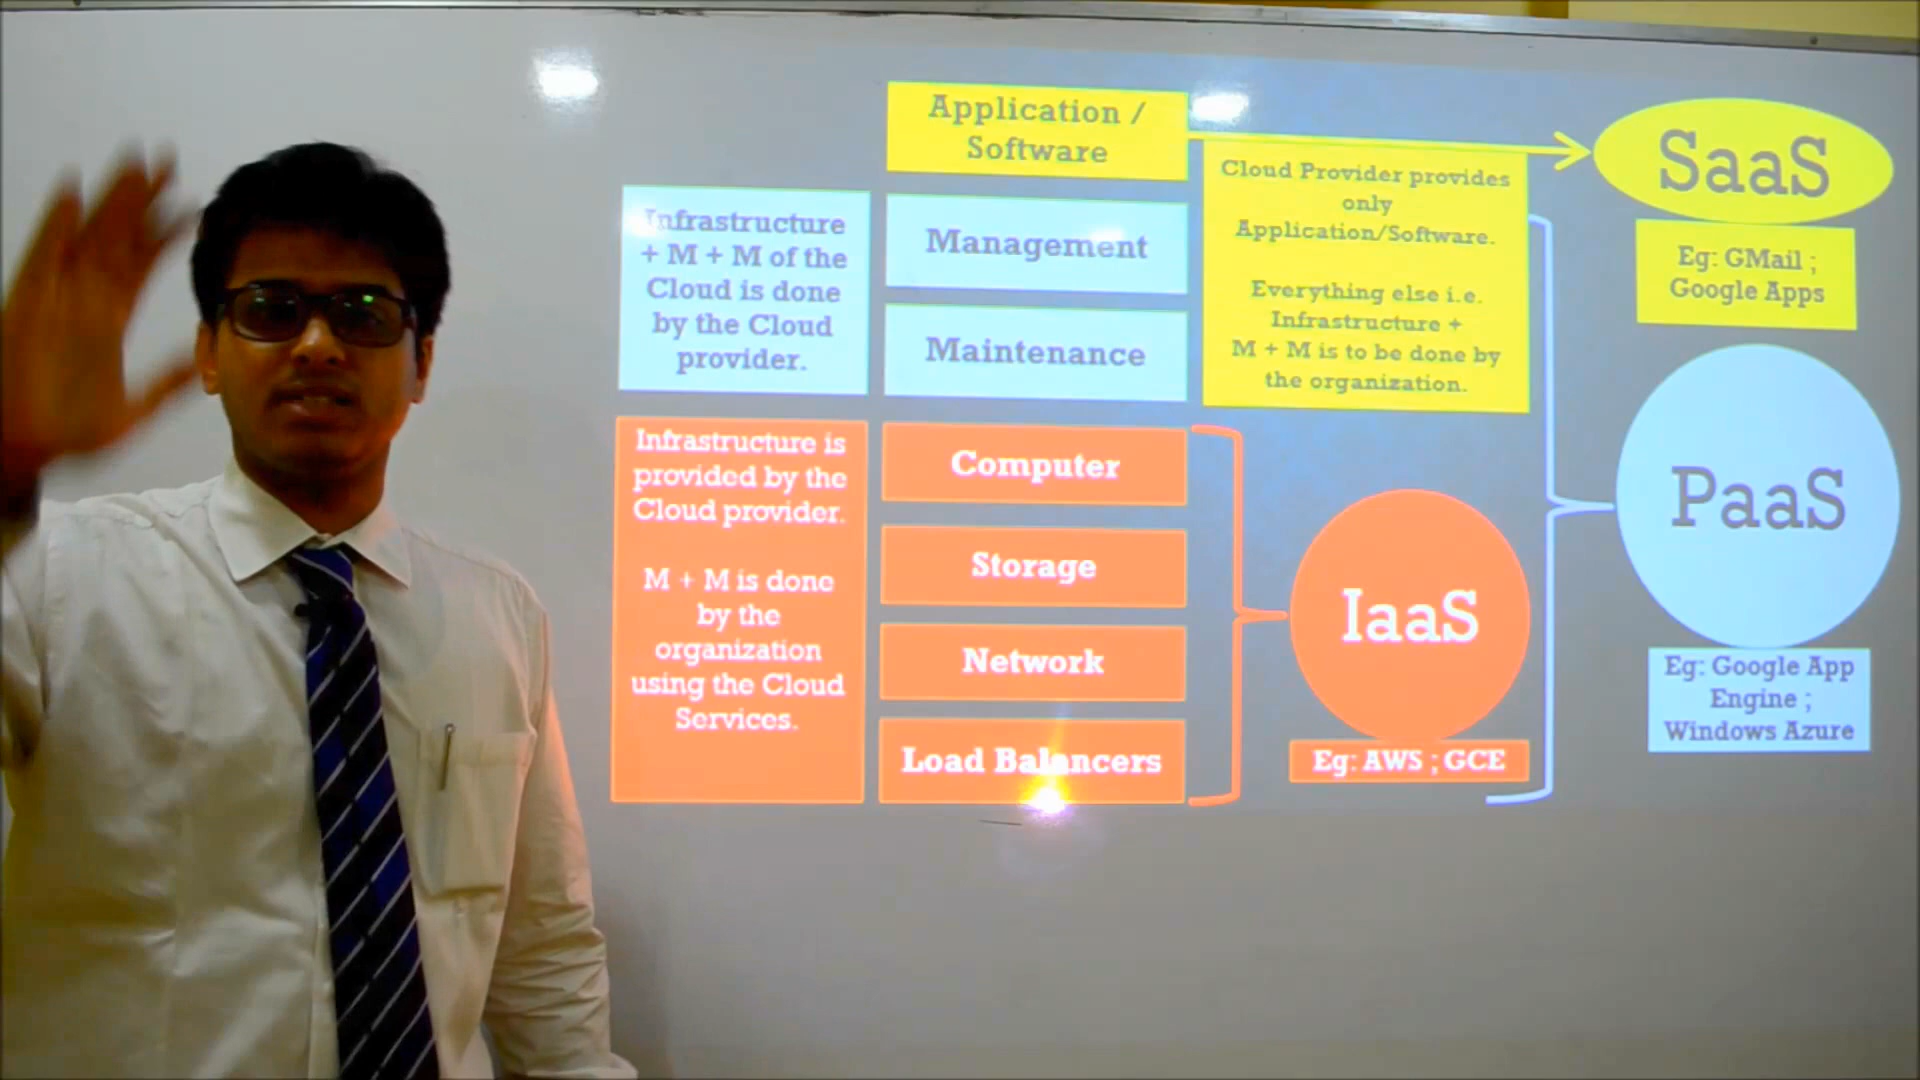 Application /
Software
SaaS
Cloud Provider provides
only
Application/Software.
Everything else i.e.
Infrastructure +
M + M is to be done by
the organization.
Eg: GMail ;
Google Apps
Infrastructure
+ M + M of the
Cloud is done
by the Cloud
provider.
Management
Maintenance
PaaS
Eg: Google App
Engine ;
Windows Azure
Infrastructure is
provided by the
Cloud provider.
M + M is done
by the
organization
using the Cloud
Services.
Computer
Storage
Network
Load Balancers
IaaS
Eg: AWS ; GCE